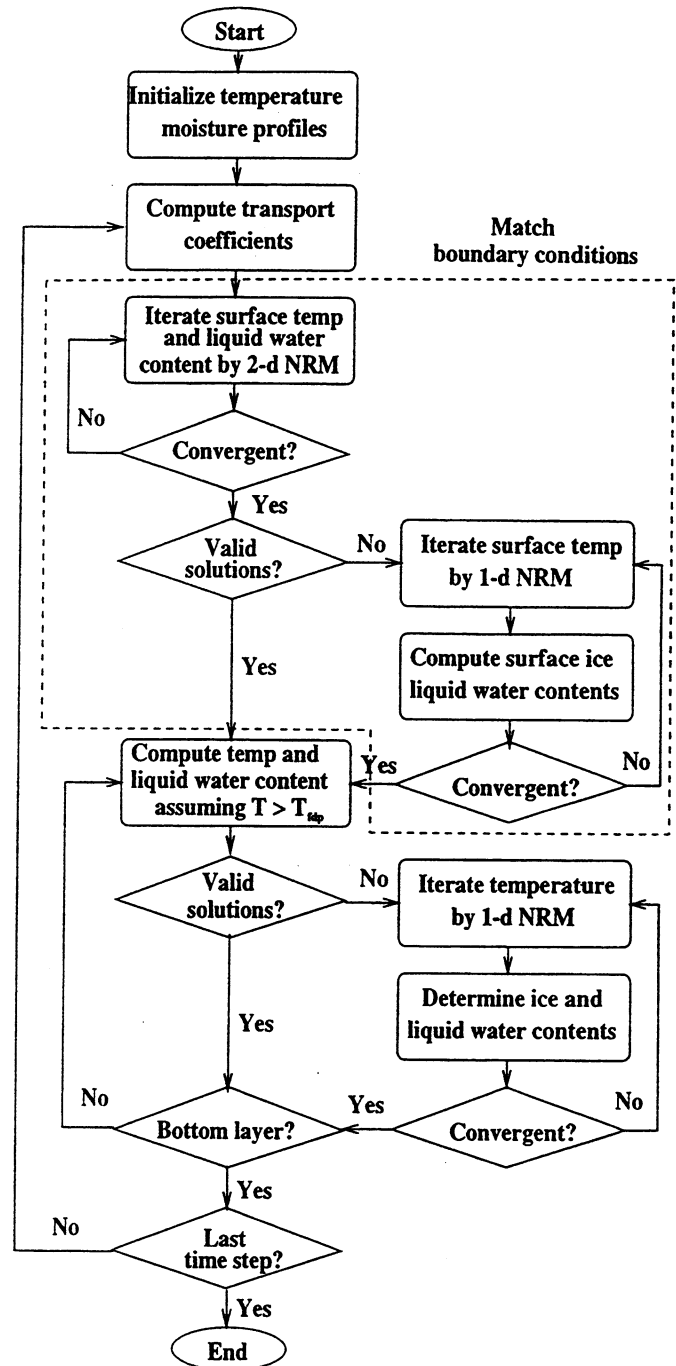 Start
Initialize temperature
moisture profiles
Compute transport
coefficients
Match
boundary conditions
Iterate surface temp
and liquid water
content by 2-d NRM
No
Convergent?
Yes
Valid
solutions?
No
Iterate surface temp
by 1-d NRM
Compute surface ice
liquid water contents
Yes
Convergent?
No
Yes
Compute temp and
liquid water content
assuming T > Tfdp
Valid
solutions?
No
Iterate temperature
by 1-d NRM
Determine ice and
liquid water contents
Yes
Convergent?
No
Yes
Bottom layer?
No
Yes
Last
time step?
No
Yes
End